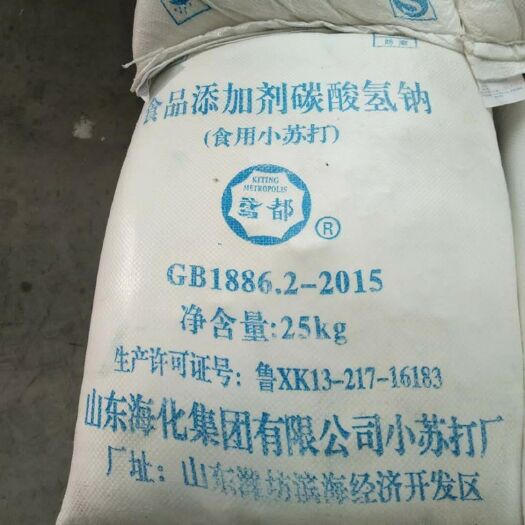 防潮
食品添加剂碳酸氢钠
(食用小苏打)
KITING
METROPOLIS
鸢都
®
GB1886.2-2015
净含量:25kg
生产许可证号: 鲁XK13-217-16183
山东海化集团有限公司小苏打厂
厂址: 山东潍坊滨海经济开发区